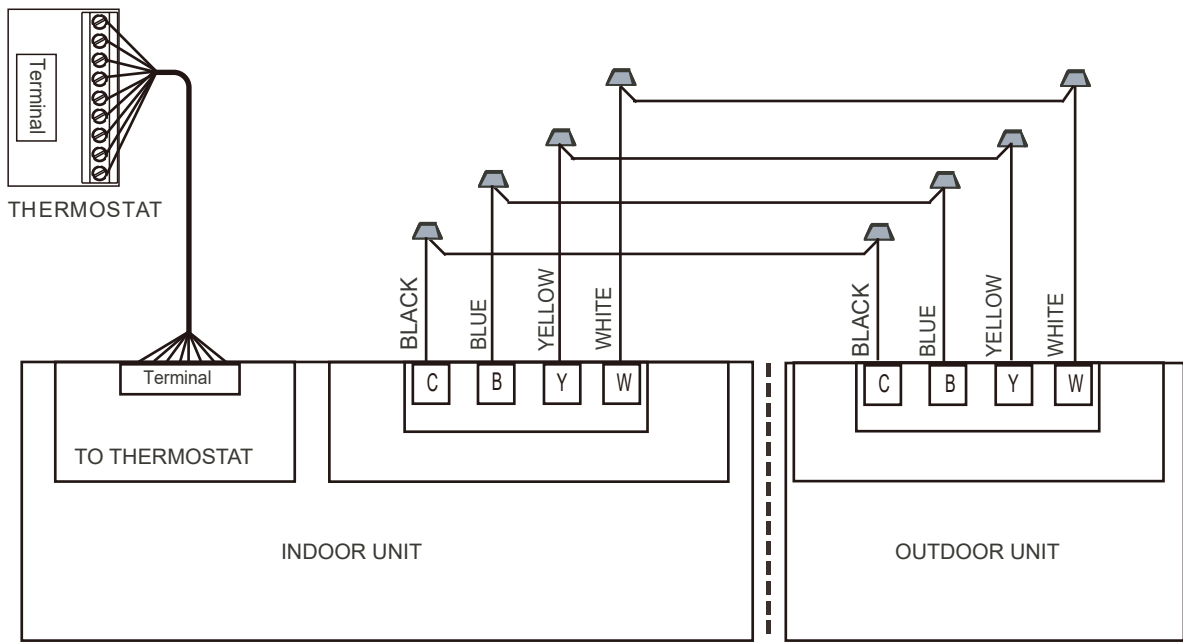 Terminal
THERMOSTAT
BLACK
BLUE
YELLOW
WHITE
BLACK
BLUE
YELLOW
WHITE
Terminal
C
B
Y
W
C
B
Y
W
TO THERMOSTAT
INDOOR UNIT
OUTDOOR UNIT